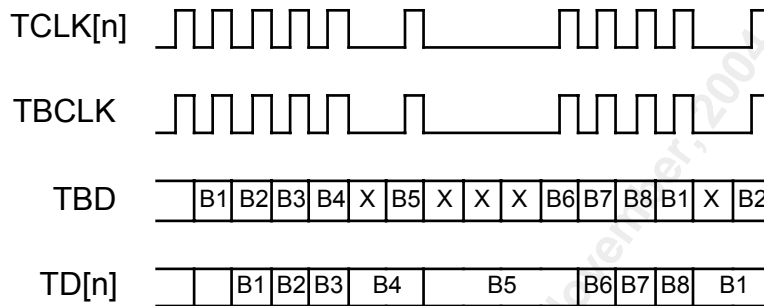 TCLK[n]
TBCLK
TBD B1 B2 B3 B4 X B5 X X X B6 B7 B8 B1 X B2
TD[n] B1 B2 B3 B4 B5 B6 B7 B8 B1
2004